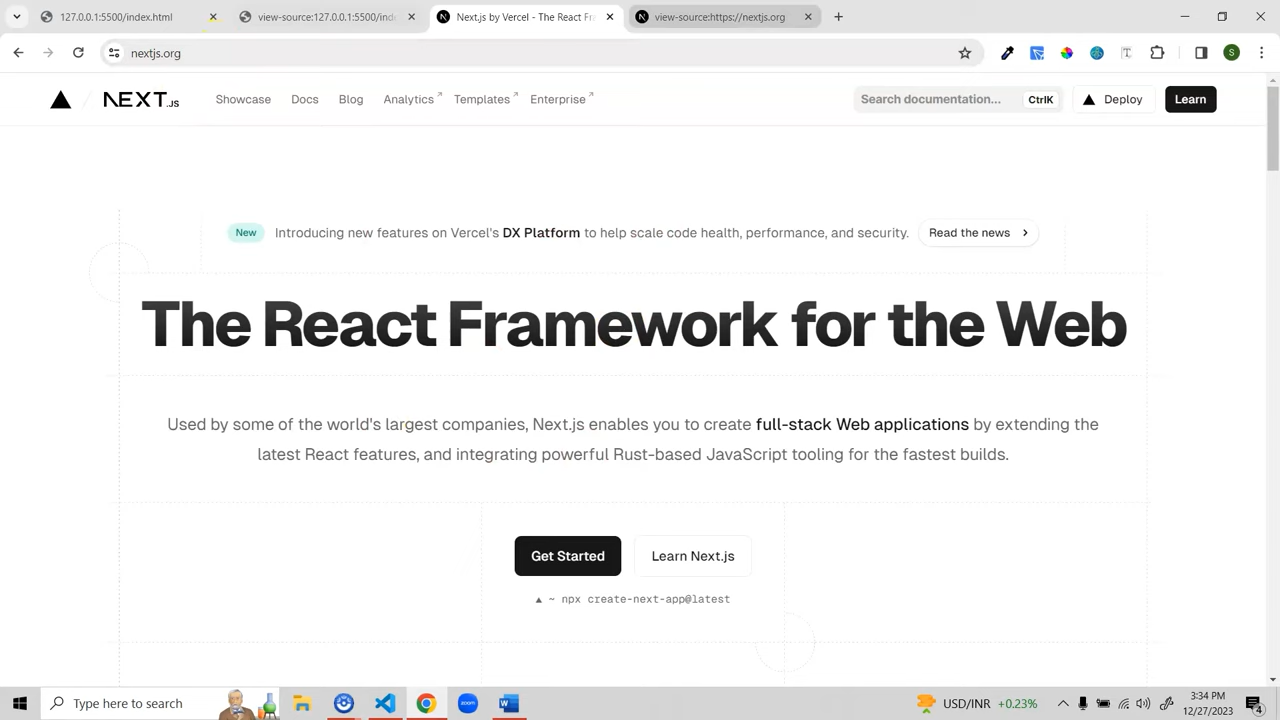 127.0.0.1:5500/index.html
view-source:127.0.0.1:5500/ind
Next.js by Vercel - The React Fr
view-source:https://nextjs.org
nextjs.org
S
NEXT.JS
Showcase
Docs
Blog
Analytics
Templates
Enterprise
Search documentation...
CtrlK
Deploy
Learn
New
Introducing new features on Vercel's DX Platform to help scale code health, performance, and security.
Read the news
The React Framework for the Web
Used by some of the world's largest companies, Next.js enables you to create full-stack Web applications by extending the
latest React features, and integrating powerful Rust-based JavaScript tooling for the fastest builds.
Get Started
Learn Next.js
~ npx create-next-app@latest
Type here to search
zoom
W
USD/INR
+0.23%
3:34 PM
12/27/2023
4